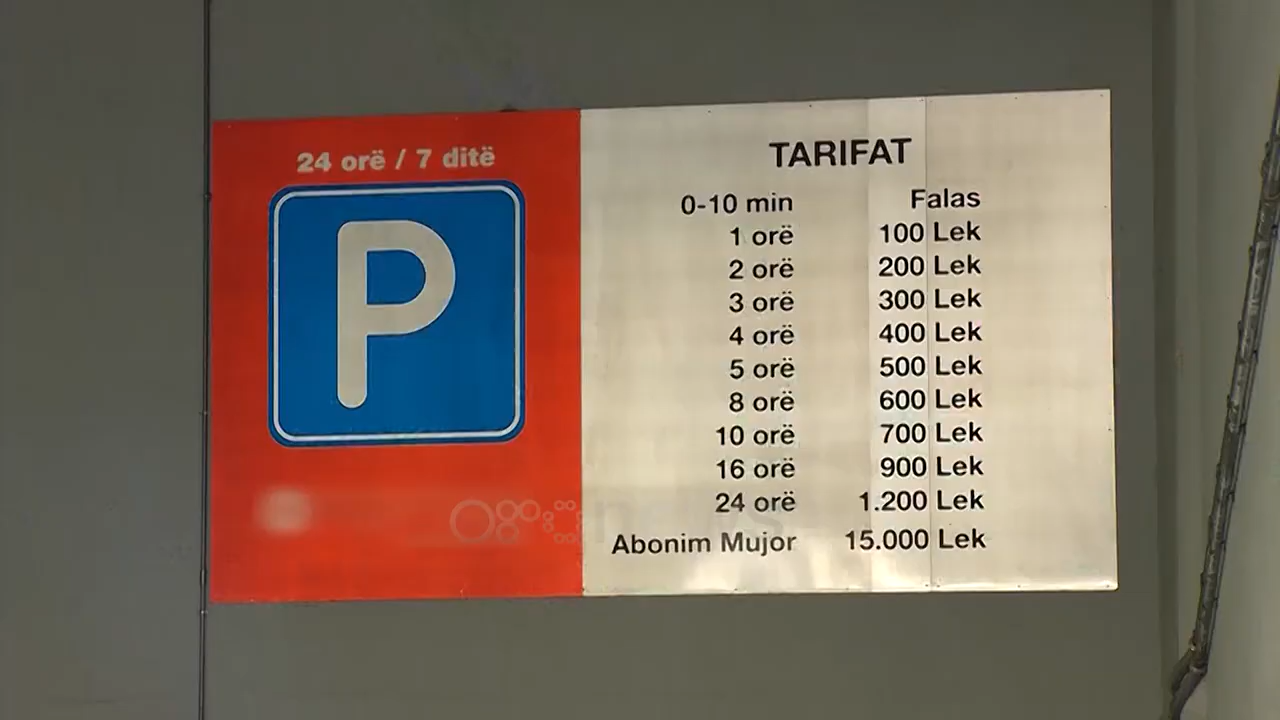 24 orë / 7 ditë
P
TARIFAT
0-10 min Falas
1 orë 100 Lek
2 orë 200 Lek
3 orë 300 Lek
4 orë 400 Lek
5 orë 500 Lek
8 orë 600 Lek
10 orë 700 Lek
16 orë 900 Lek
24 orë 1.200 Lek
Abonim Mujor 15.000 Lek
news